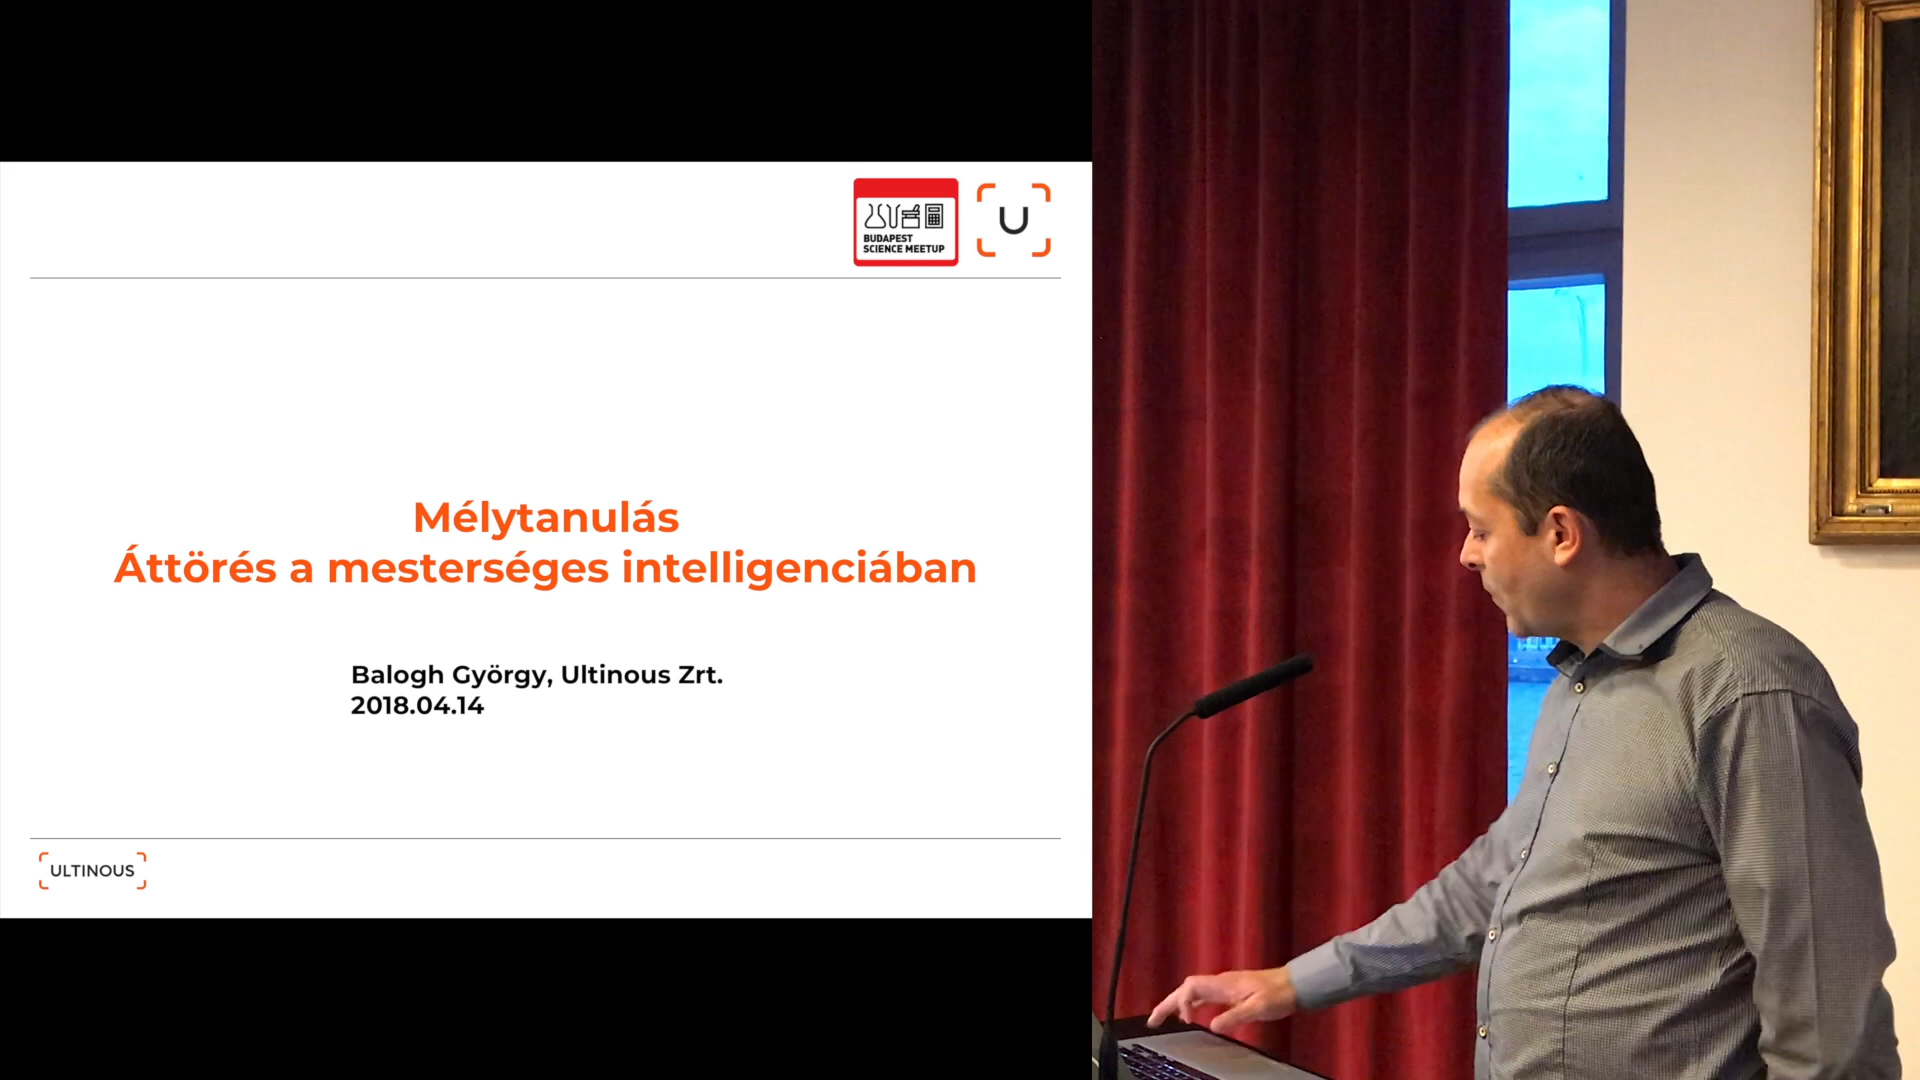 BUDAPEST
SCIENCE MEETUP
U
Mélytanulás
Áttörés a mesterséges intelligenciában
Balogh György, Ultinous Zrt.
2018.04.14
ULTINOUS